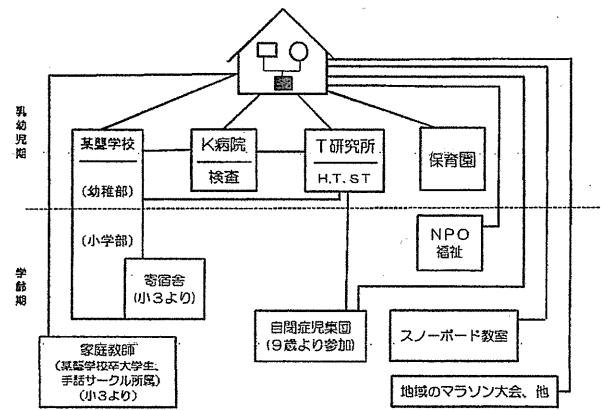 乳幼児期
某聾学校
(幼稚部)
(小学部)
K病院
検査
T研究所
H.T.ST
保育園
学齢期
NPO
福祉
寄宿舎
(小3より)
家庭教師
(某聾学校卒大学生、
手話サークル所属)
(小3より)
自閉症児集団
(9歳より参加)
スノーボード教室
地域のマラソン大会、他